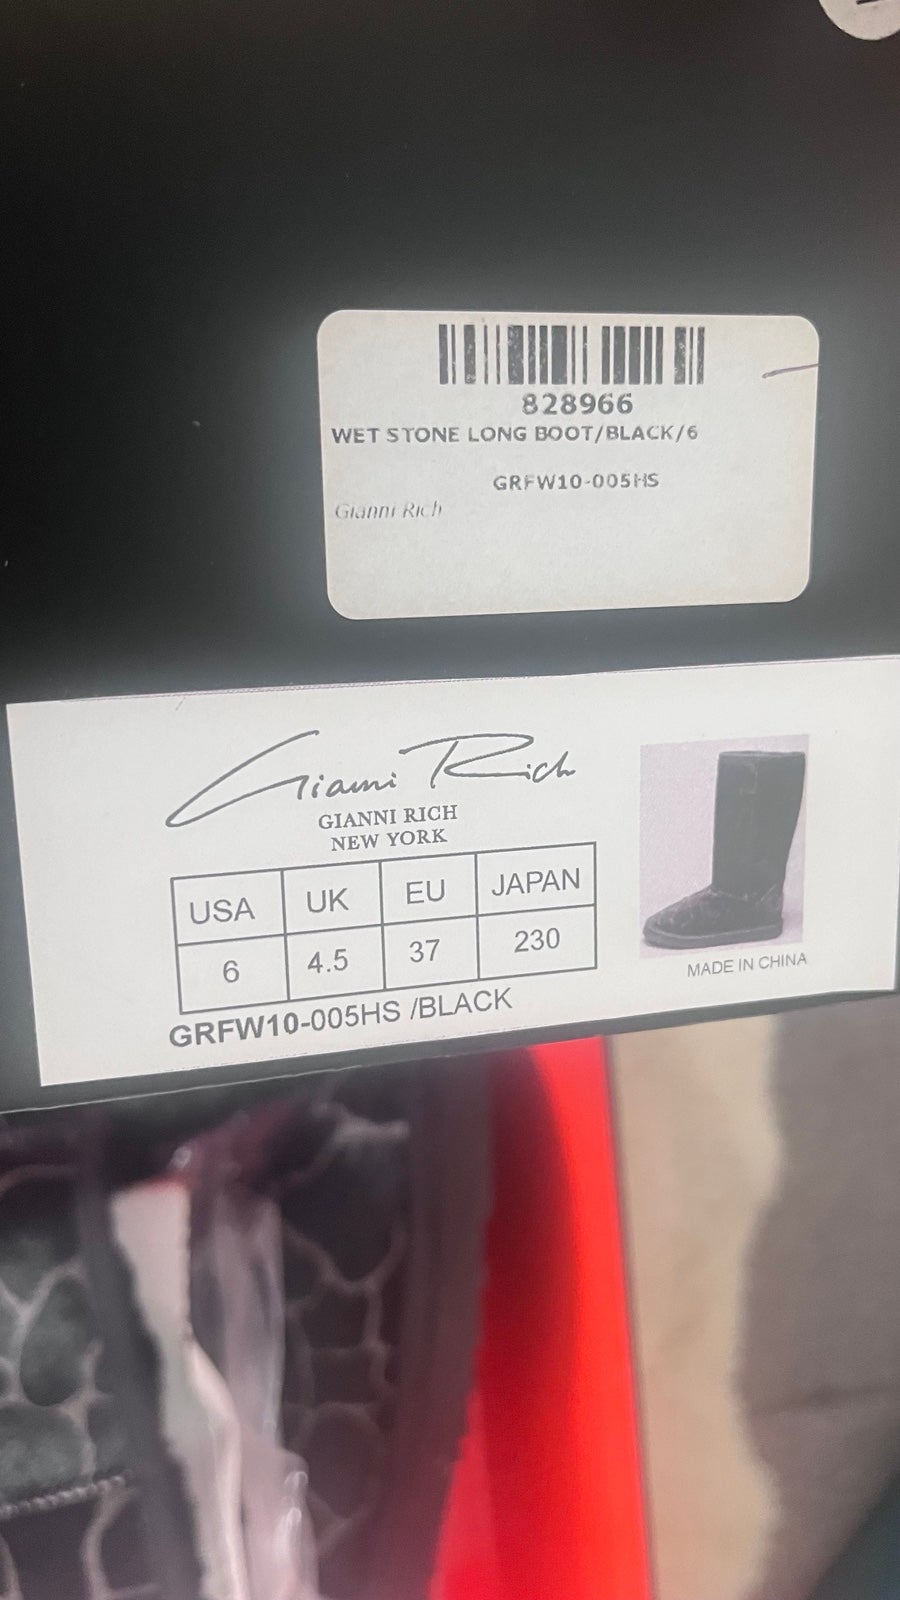 828966
WET STONE LONG BOOT/BLACK/6
GRFW10-005HS
Gianni Rich
Gianni Rich
GIANNI RICH
NEW YORK
USA UK EU JAPAN
6 4.5 37 230
GRFW10-005HS /BLACK
MADE IN CHINA